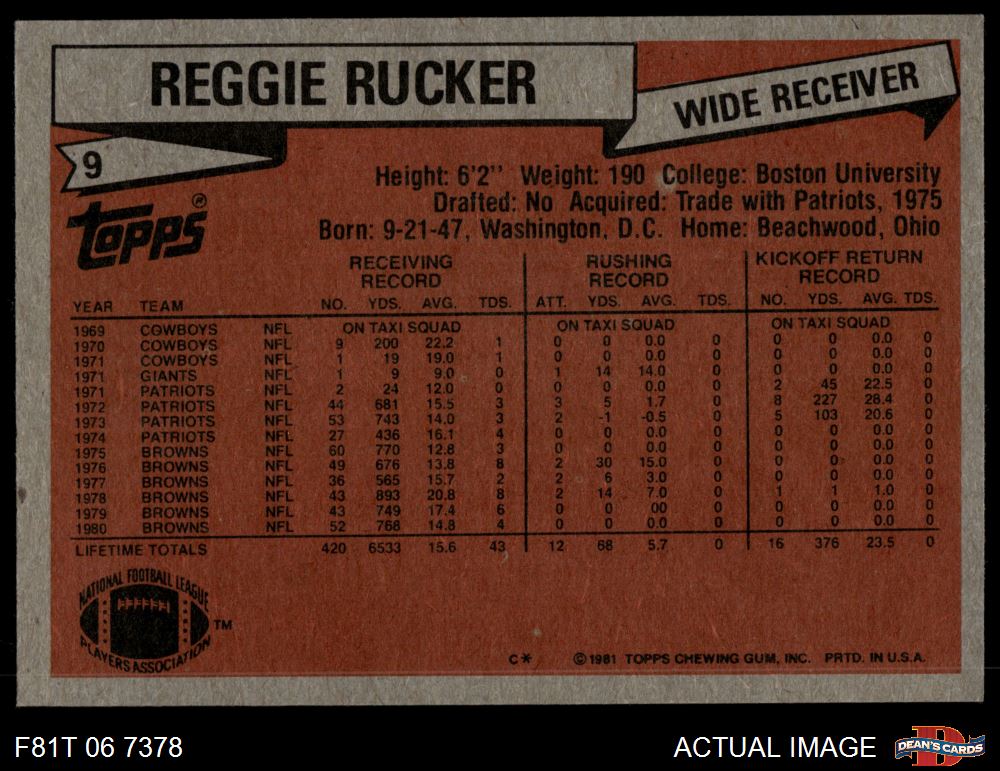 REGGIE RUCKER
WIDE RECEIVER
9
Topps®
Height: 6'2'' Weight: 190 College: Boston University
Drafted: No Acquired: Trade with Patriots, 1975
Born: 9-21-47, Washington, D.C. Home: Beachwood, Ohio
RECEIVING RECORD RUSHING RECORD KICKOFF RETURN RECORD
YEAR TEAM NO. YDS. AVG. TDS. ATT. YDS. AVG. TDS. NO. YDS. AVG. TDS.
1969 COWBOYS NFL ON TAXI SQUAD ON TAXI SQUAD ON TAXI SQUAD
1970 COWBOYS NFL 9 200 22.2 1 0 0 0.0 0 0 0 0.0 0
1971 COWBOYS NFL 1 19 19.0 1 0 0 0.0 0 0 0 0.0 0
1971 GIANTS NFL 1 9 9.0 0 1 14 14.0 0 0 0 0.0 0
1971 PATRIOTS NFL 2 24 12.0 0 0 0 0.0 0 2 45 22.5 0
1972 PATRIOTS NFL 44 681 15.5 3 3 5 1.7 0 8 227 28.4 0
1973 PATRIOTS NFL 53 743 14.0 3 2 -1 -0.5 0 5 103 20.6 0
1974 PATRIOTS NFL 27 436 16.1 4 0 0 0.0 0 0 0 0.0 0
1975 BROWNS NFL 60 770 12.8 3 0 0 0.0 0 0 0 0.0 0
1976 BROWNS NFL 49 676 13.8 8 2 30 15.0 0 0 0 0.0 0
1977 BROWNS NFL 36 565 15.7 2 2 6 3.0 0 0 0 0.0 0
1978 BROWNS NFL 43 893 20.8 8 2 14 7.0 0 1 1 1.0 0
1979 BROWNS NFL 43 749 17.4 6 0 0 00 0 0 0 0.0 0
1980 BROWNS NFL 52 768 14.8 4 0 0 0.0 0 0 0 0.0 0
LIFETIME TOTALS 420 6533 15.6 43 12 68 5.7 0 16 376 23.5 0
NATIONAL FOOTBALL LEAGUE
PLAYERS ASSOCIATION
TM
C* ©1981 TOPPS CHEWING GUM, INC. PRTD. IN U.S.A.
F81T 06 7378
ACTUAL IMAGE
D
DEAN'S CARDS